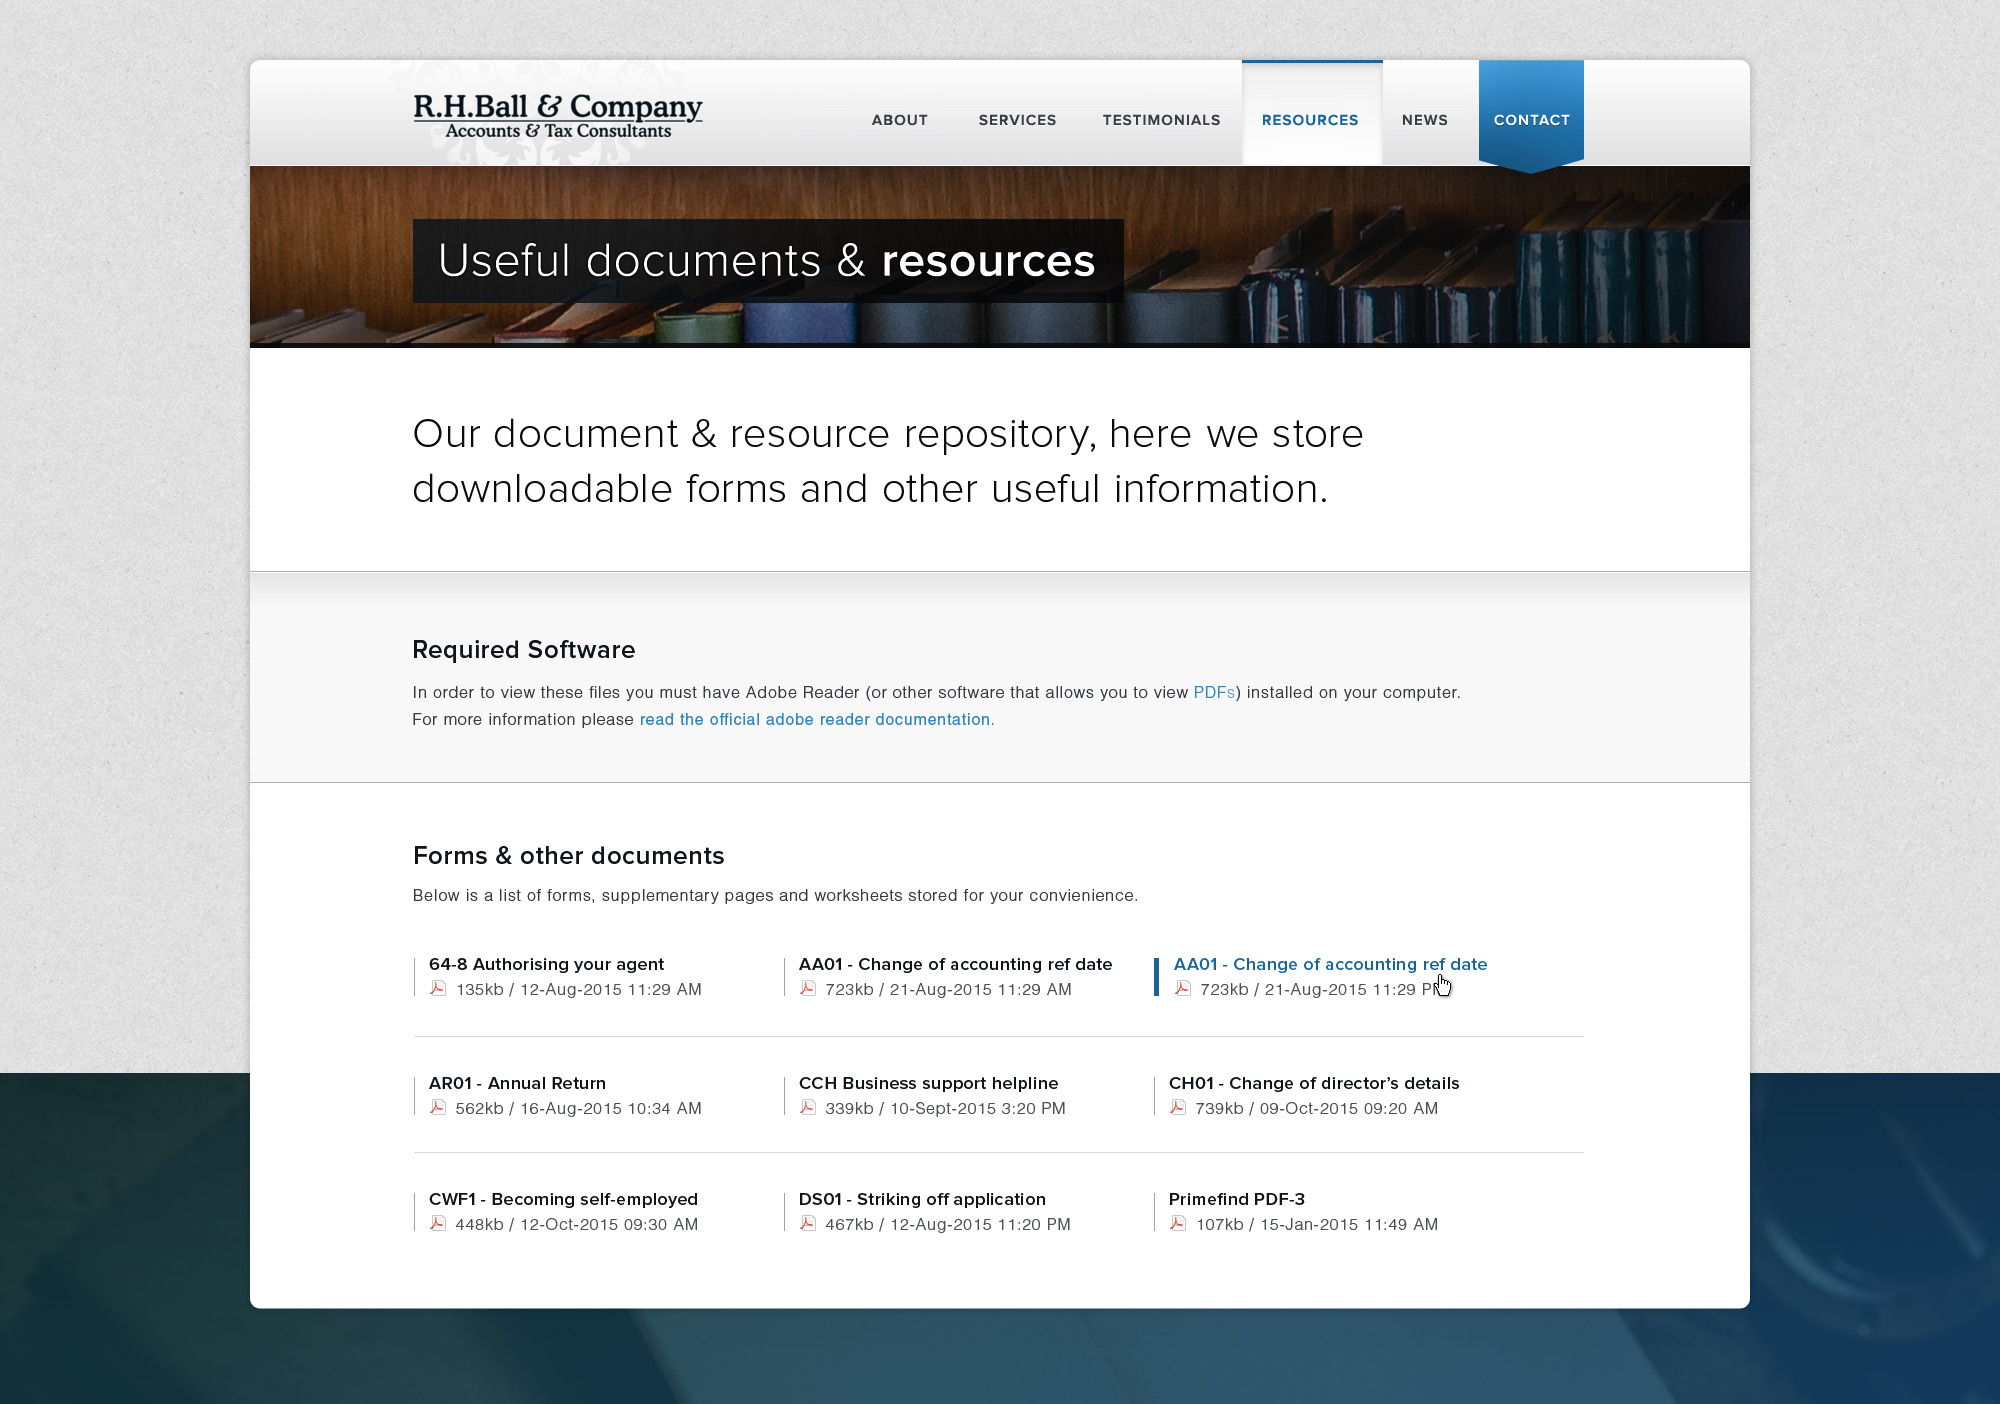 R.H.Ball & Company
Accounts & Tax Consultants
ABOUT SERVICES TESTIMONIALS RESOURCES NEWS CONTACT
Useful documents & resources
Our document & resource repository, here we store
downloadable forms and other useful information.
Required Software
In order to view these files you must have Adobe Reader (or other software that allows you to view PDFs) installed on your computer.
For more information please read the official adobe reader documentation.
Forms & other documents
Below is a list of forms, supplementary pages and worksheets stored for your convienience.
64-8 Authorising your agent
135kb / 12-Aug-2015 11:29 AM
AA01 - Change of accounting ref date
723kb / 21-Aug-2015 11:29 AM
AA01 - Change of accounting ref date
723kb / 21-Aug-2015 11:29
AR01 - Annual Return
562kb / 16-Aug-2015 10:34 AM
CCH Business support helpline
339kb / 10-Sept-2015 3:20 PM
CH01 - Change of director’s details
739kb / 09-Oct-2015 09:20 AM
CWF1 - Becoming self-employed
448kb / 12-Oct-2015 09:30 AM
DS01 - Striking off application
467kb / 12-Aug-2015 11:20 PM
Primefind PDF-3
107kb / 15-Jan-2015 11:49 AM